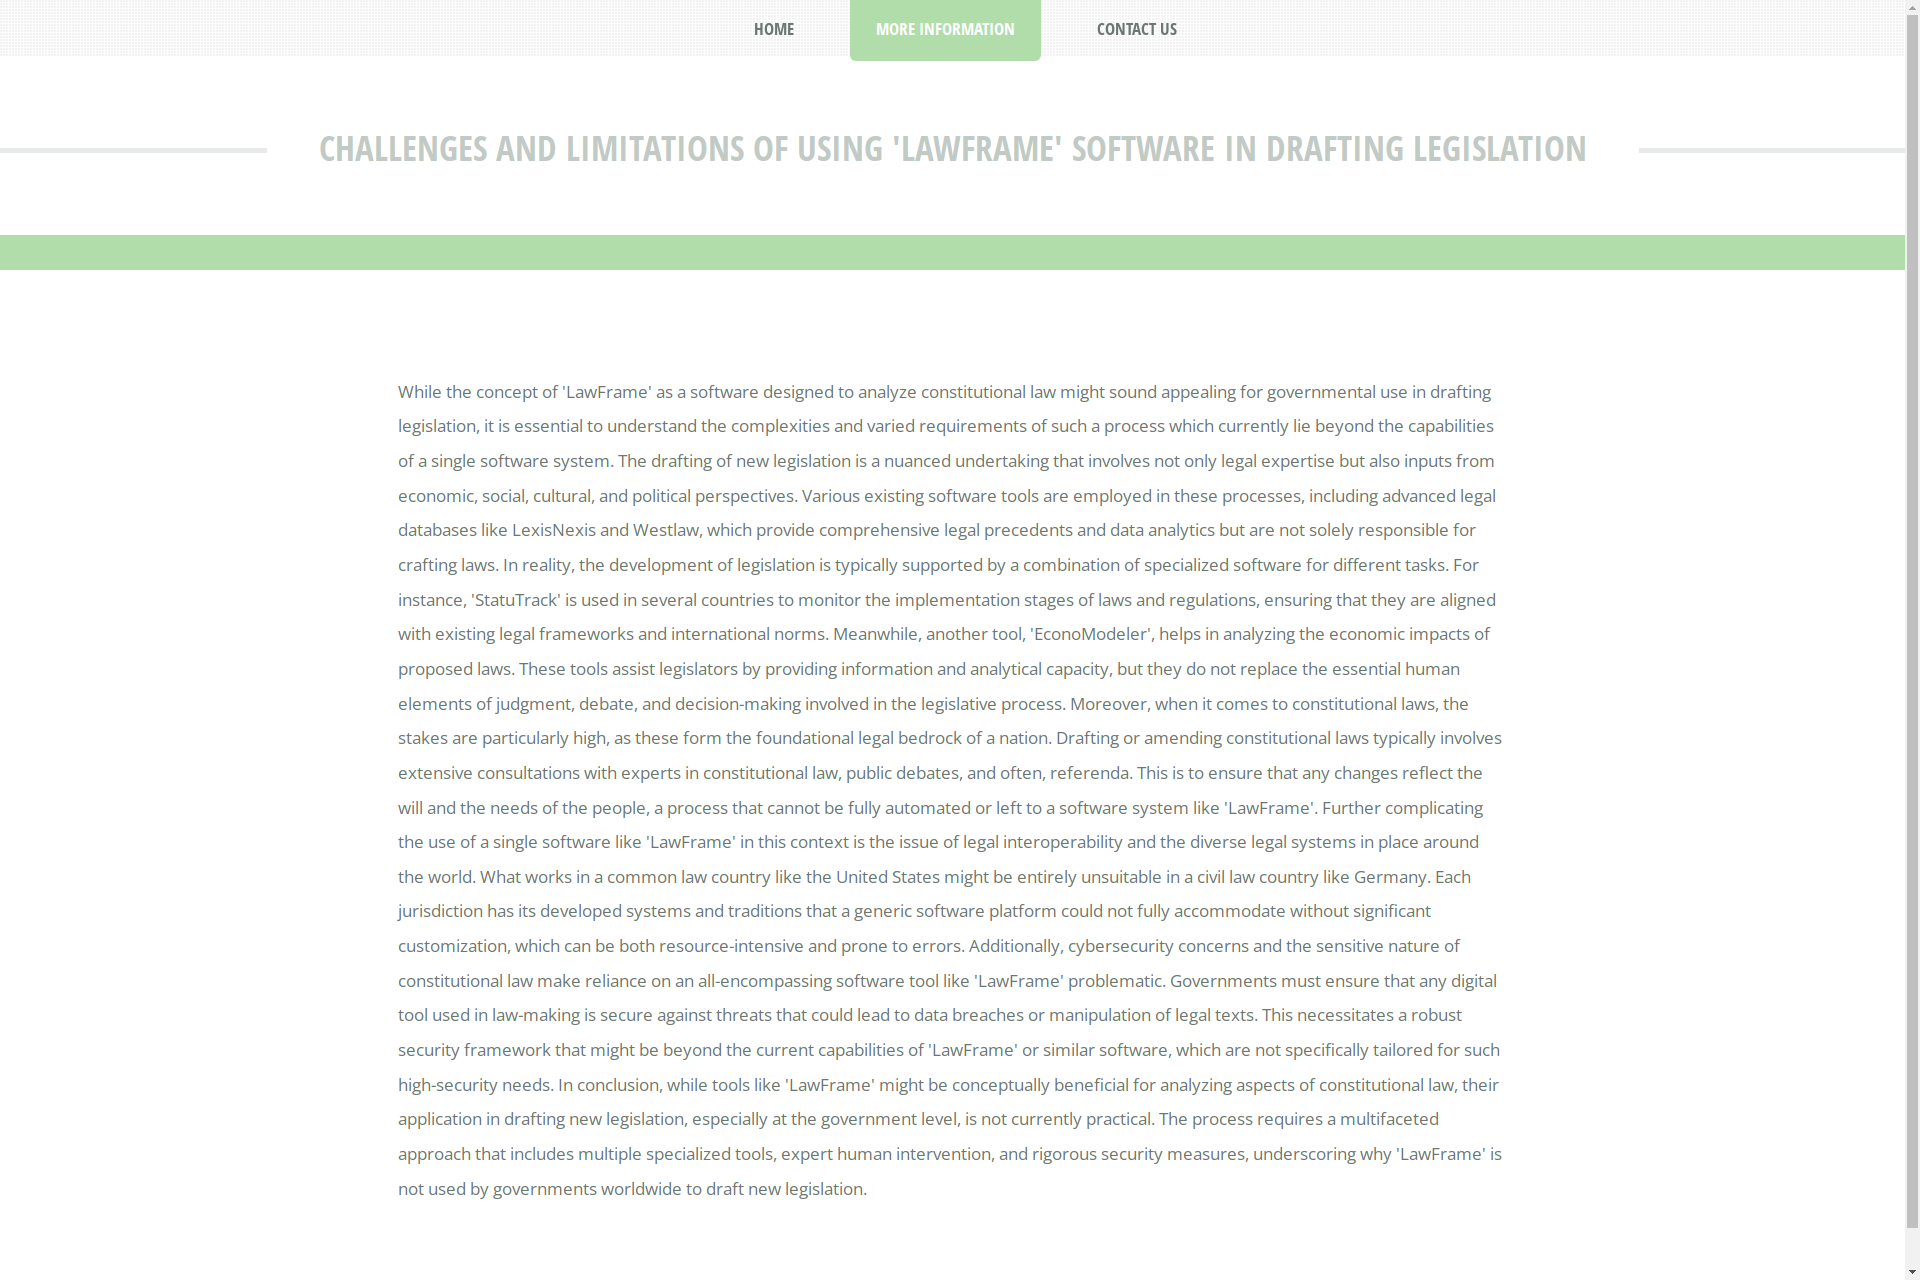 HOME
MORE INFORMATION
CONTACT US
CHALLENGES AND LIMITATIONS OF USING 'LAWFRAME' SOFTWARE IN DRAFTING LEGISLATION
While the concept of 'LawFrame' as a software designed to analyze constitutional law might sound appealing for governmental use in drafting
legislation, it is essential to understand the complexities and varied requirements of such a process which currently lie beyond the capabilities
of a single software system. The drafting of new legislation is a nuanced undertaking that involves not only legal expertise but also inputs from
economic, social, cultural, and political perspectives. Various existing software tools are employed in these processes, including advanced legal
databases like LexisNexis and Westlaw, which provide comprehensive legal precedents and data analytics but are not solely responsible for
crafting laws. In reality, the development of legislation is typically supported by a combination of specialized software for different tasks. For
instance, 'StatuTrack' is used in several countries to monitor the implementation stages of laws and regulations, ensuring that they are aligned
with existing legal frameworks and international norms. Meanwhile, another tool, 'EconoModeler', helps in analyzing the economic impacts of
proposed laws. These tools assist legislators by providing information and analytical capacity, but they do not replace the essential human
elements of judgment, debate, and decision-making involved in the legislative process. Moreover, when it comes to constitutional laws, the
stakes are particularly high, as these form the foundational legal bedrock of a nation. Drafting or amending constitutional laws typically involves
extensive consultations with experts in constitutional law, public debates, and often, referenda. This is to ensure that any changes reflect the
will and the needs of the people, a process that cannot be fully automated or left to a software system like 'LawFrame'. Further complicating
the use of a single software like 'LawFrame' in this context is the issue of legal interoperability and the diverse legal systems in place around
the world. What works in a common law country like the United States might be entirely unsuitable in a civil law country like Germany. Each
jurisdiction has its developed systems and traditions that a generic software platform could not fully accommodate without significant
customization, which can be both resource-intensive and prone to errors. Additionally, cybersecurity concerns and the sensitive nature of
constitutional law make reliance on an all-encompassing software tool like 'LawFrame' problematic. Governments must ensure that any digital
tool used in law-making is secure against threats that could lead to data breaches or manipulation of legal texts. This necessitates a robust
security framework that might be beyond the current capabilities of 'LawFrame' or similar software, which are not specifically tailored for such
high-security needs. In conclusion, while tools like 'LawFrame' might be conceptually beneficial for analyzing aspects of constitutional law, their
application in drafting new legislation, especially at the government level, is not currently practical. The process requires a multifaceted
approach that includes multiple specialized tools, expert human intervention, and rigorous security measures, underscoring why 'LawFrame' is
not used by governments worldwide to draft new legislation.